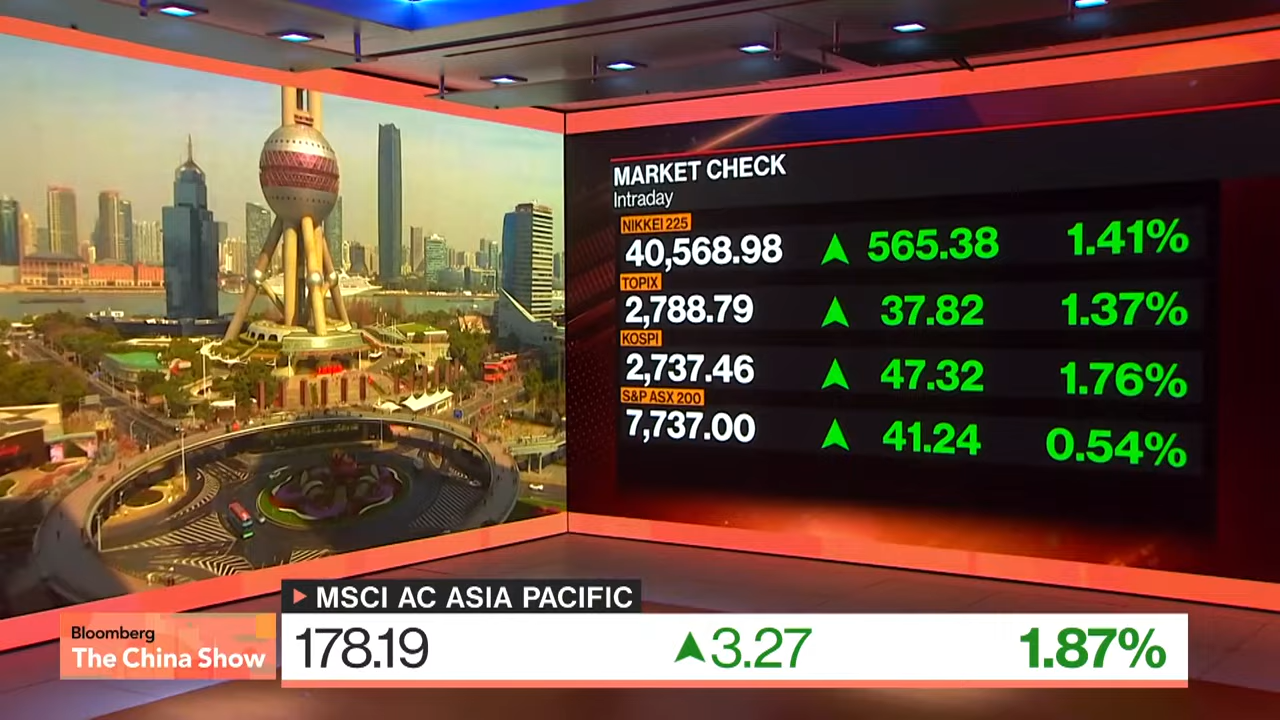 MARKET CHECK
Intraday
NIKKEI 225
40,568.98 ▲ 565.38 1.41%
TOPIX
2,788.79 ▲ 37.82 1.37%
KOSPI
2,737.46 ▲ 47.32 1.76%
S&P ASX 200
7,737.00 ▲ 41.24 0.54%
MSCI AC ASIA PACIFIC
178.19 ▲3.27 1.87%
Bloomberg
The China Show